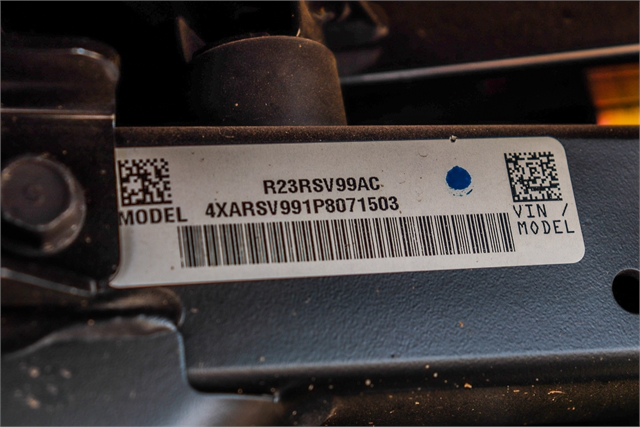 R23RSV99AC
MODEL 4XARSV991P8071503
VIN /
MODEL